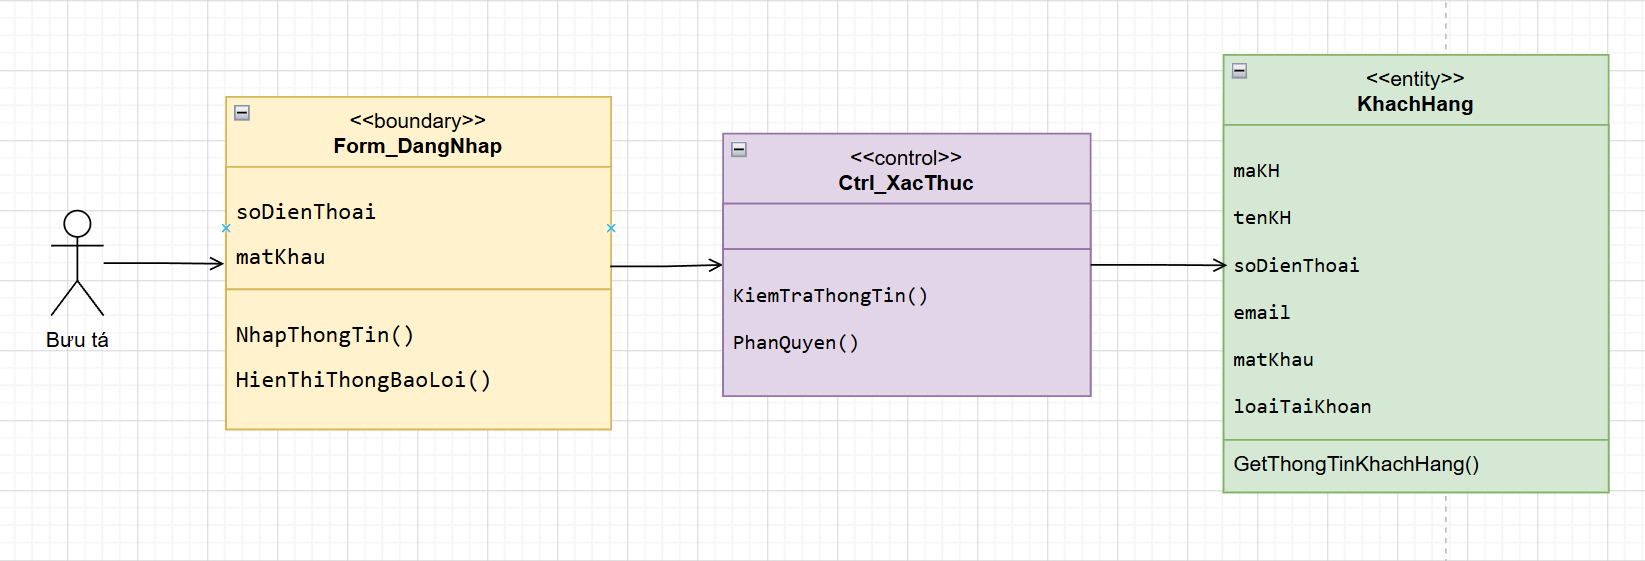 Bưu tá
<<boundary>>
Form_DangNhap
soDienThoai
matKhau
NhapThongTin()
HienThiThongBaoLoi()
<<control>>
Ctrl_XacThuc
KiemTraThongTin()
PhanQuyen()
<<entity>>
KhachHang
maKH
tenKH
soDienThoai
email
matKhau
loaiTaiKhoan
GetThongTinKhachHang()